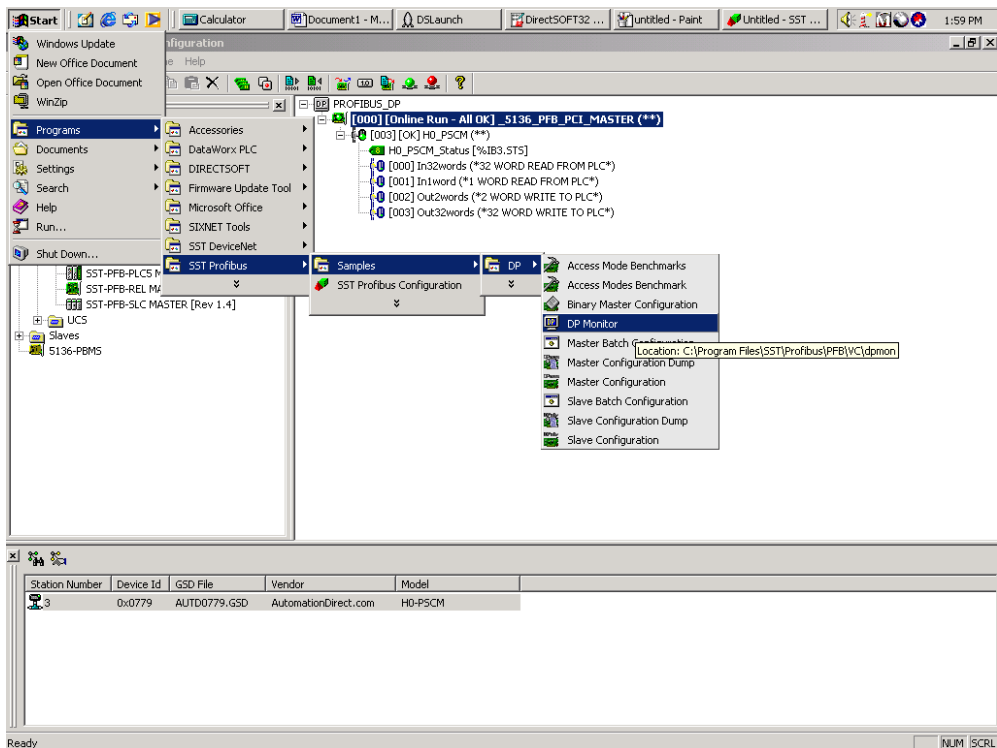 Start
Calculator
Document1 - M...
DSLaunch
DirectSOFT32 ...
untitled - Paint
Untitled - SST ...
1:59 PM
nfiguration
e Help
Windows Update
New Office Document
Open Office Document
WinZip
Programs
Documents
Settings
Search
Help
Run...
Shut Down...
Accessories
DataWorx PLC
DIRECTSOFT
Firmware Update Tool
Microsoft Office
SIXNET Tools
SST DeviceNet
SST Profibus
Samples
SST Profibus Configuration
DP
Access Mode Benchmarks
Access Modes Benchmark
Binary Master Configuration
DP Monitor
Master Batch Configuration
Location: C:\Program Files\SST\Profibus\PFB\VC\dpmon
Master Configuration Dump
Master Configuration
Slave Batch Configuration
Slave Configuration Dump
Slave Configuration
PROFIBUS_DP
[000] [Online Run - All OK] _5136_PFB_PCI_MASTER (**)
[003] [OK] H0_PSCM (**)
H0_PSCM_Status [%IB3.STS]
[000] In32words (*32 WORD READ FROM PLC*)
[001] In1word (*1 WORD READ FROM PLC*)
[002] Out2words (*2 WORD WRITE TO PLC*)
[003] Out32words (*32 WORD WRITE TO PLC*)
SST-PFB-PLC5 M
SST-PFB-REL MA
SST-PFB-SLC MASTER [Rev 1.4]
UCS
Slaves
5136-PBMS
Station Number Device Id GSD File Vendor Model
3 0x0779 AUTD0779.GSD AutomationDirect.com H0-PSCM
Ready
NUM SCRL